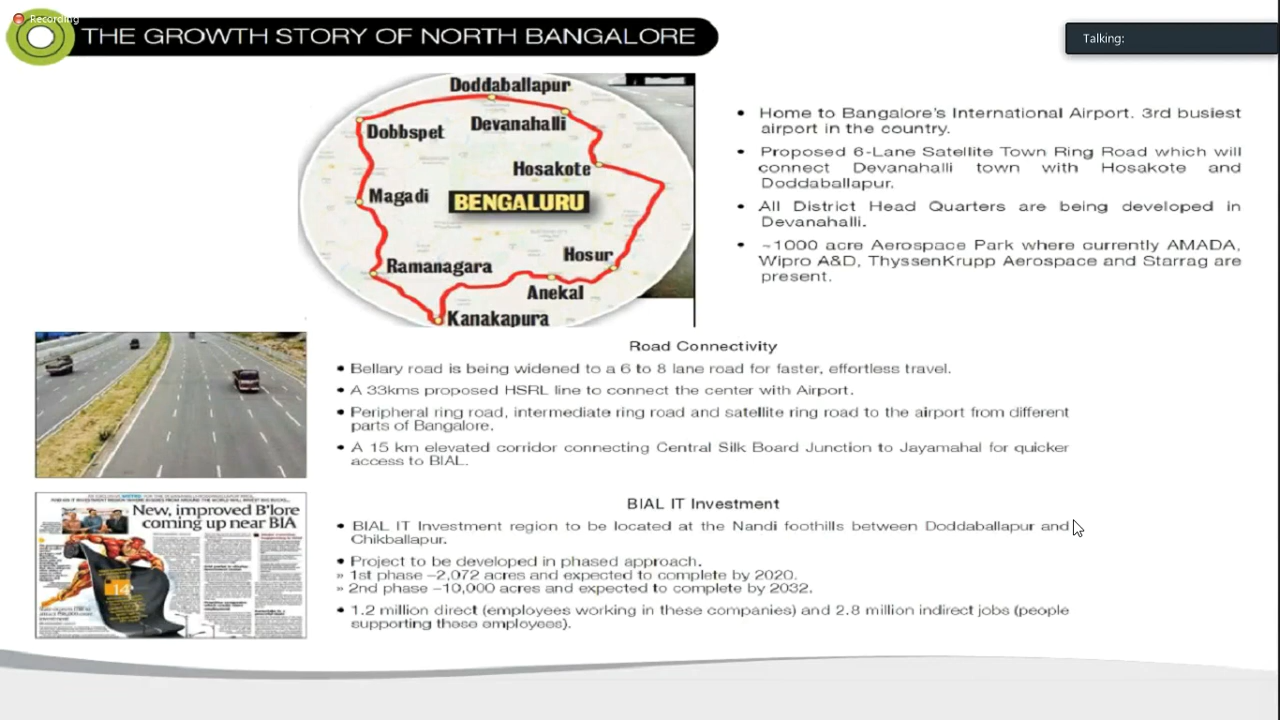 Recording
THE GROWTH STORY OF NORTH BANGALORE
Talking:
Doddaballapur
Dobbspet
Devanahalli
Hosakote
Magadi
BENGALURU
Hosur
Ramanagara
Anekal
Kanakapura
• Home to Bangalore's International Airport. 3rd busiest
airport in the country.
• Proposed 6-Lane Satellite Town Ring Road which will
connect Devanahalli town with Hosakote and
Doddaballapur.
• All District Head Quarters are being developed in
Devanahalli.
• ~1000 acre Aerospace Park where currently AMADA,
Wipro A&D, ThyssenKrupp Aerospace and Starrag are
present.
Road Connectivity
• Bellary road is being widened to a 6 to 8 lane road for faster, effortless travel.
• A 33kms proposed HSRL line to connect the center with Airport.
• Peripheral ring road, intermediate ring road and satellite ring road to the airport from different
parts of Bangalore.
• A 15 km elevated corridor connecting Central Silk Board Junction to Jayamahal for quicker
access to BIAL.
New, improved B'lore
coming up near BIA
14
BIAL IT Investment
• BIAL IT Investment region to be located at the Nandi foothills between Doddaballapur and
Chikballapur.
• Project to be developed in phased approach.
» 1st phase –2,072 acres and expected to complete by 2020.
» 2nd phase –10,000 acres and expected to complete by 2032.
• 1.2 million direct employees working in these companies) and 2.8 million indirect jobs (people
supporting these employees).